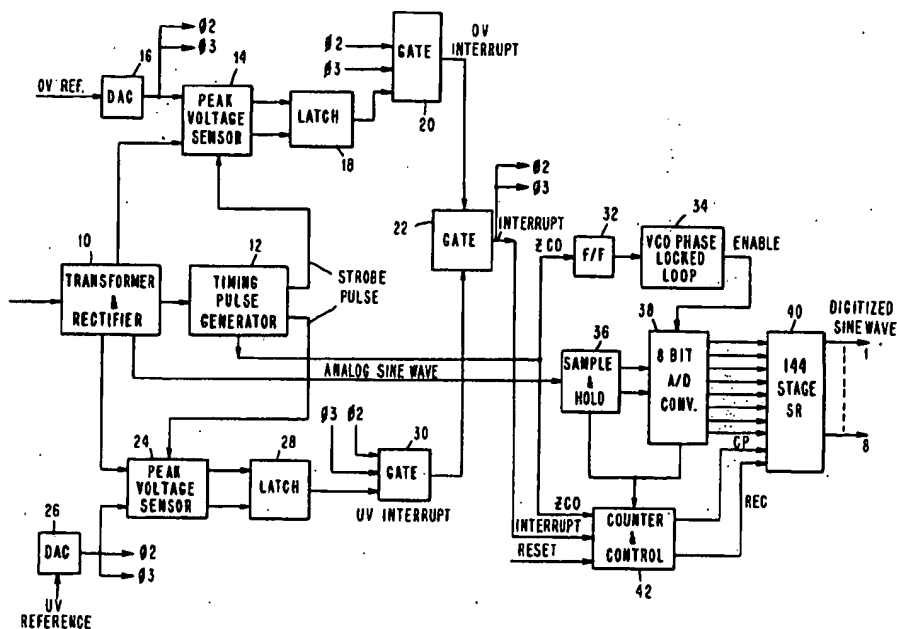 Ø2
Ø3
16
14
OV REF.
DAC
PEAK
VOLTAGE
SENSOR
LATCH
18
Ø2
Ø3
GATE
20
OV
INTERRUPT
10
TRANSFORMER
&
RECTIFIER
12
TIMING
PULSE
GENERATOR
STROBE
PULSE
22
GATE
Ø2
Ø3
INTERRUPT
ZCO
32
F/F
34
VCO PHASE
LOCKED
LOOP
ENABLE
ANALOG SINE WAVE
36
SAMPLE
&
HOLD
38
8 BIT
A/D
CONV.
40
144
STAGE
SR
DIGITIZED
SINE WAVE
1
8
CP
REC
24
PEAK
VOLTAGE
SENSOR
28
LATCH
Ø3
Ø2
30
GATE
UV INTERRUPT
26
DAC
Ø2
Ø3
UV
REFERENCE
ZCO
INTERRUPT
RESET
COUNTER
&
CONTROL
42